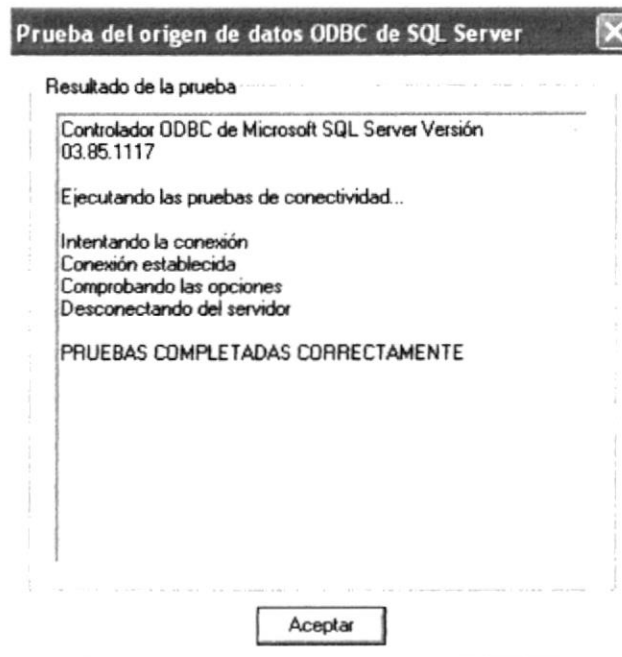 Prueba del origen de datos ODBC de SQL Server
Resultado de la prueba
Controlador ODBC de Microsoft SQL Server Versión
03.85.1117
Ejecutando las pruebas de conectividad...
Intentando la conexión
Conexión establecida
Comprobando las opciones
Desconectando del servidor
PRUEBAS COMPLETADAS CORRECTAMENTE
Aceptar